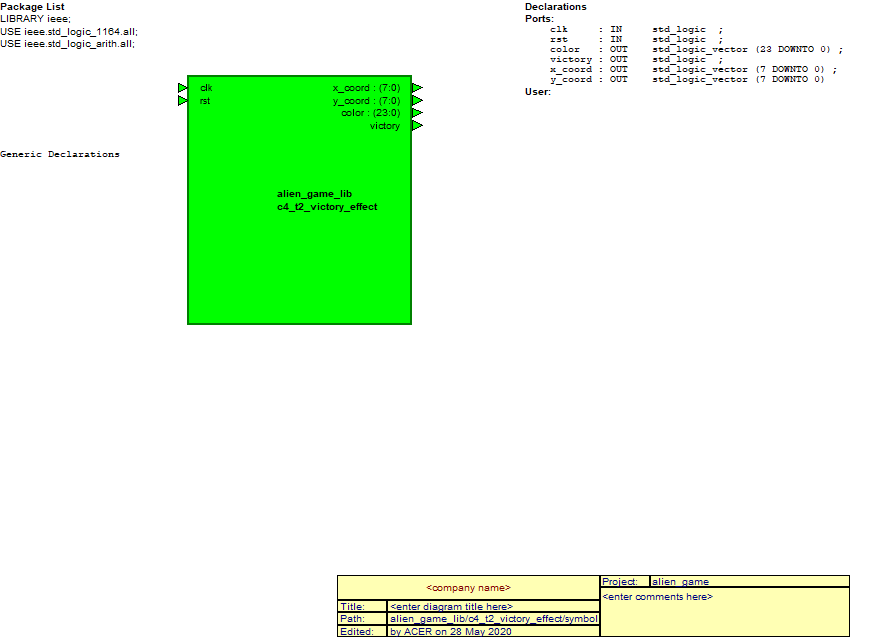 Package List
LIBRARY ieee;
USE ieee.std_logic_1164.all;
USE ieee.std_logic_arith.all;
Declarations
Ports:
clk : IN std_logic ;
rst : IN std_logic ;
color : OUT std_logic_vector (23 DOWNTO 0) ;
victory : OUT std_logic ;
x_coord : OUT std_logic_vector (7 DOWNTO 0) ;
y_coord : OUT std_logic_vector (7 DOWNTO 0)
User:
clk x_coord : (7:0)
rst y_coord : (7:0)
color : (23:0)
victory
Generic Declarations
alien_game_lib
c4_t2_victory_effect
<company name>
Title: <enter diagram title here>
Path: alien_game_lib/c4_t2_victory_effect/symbol
Edited: by ACER on 28 May 2020
Project: alien_game
<enter comments here>